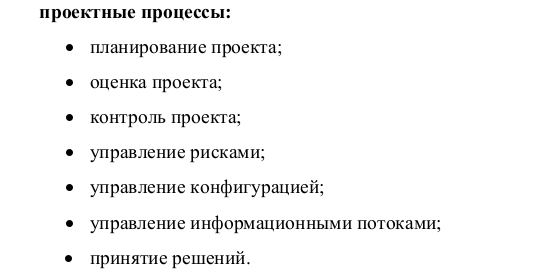 проектные процессы:
• планирование проекта;
• оценка проекта;
• контроль проекта;
• управление рисками;
• управление конфигурацией;
• управление информационными потоками;
• принятие решений.